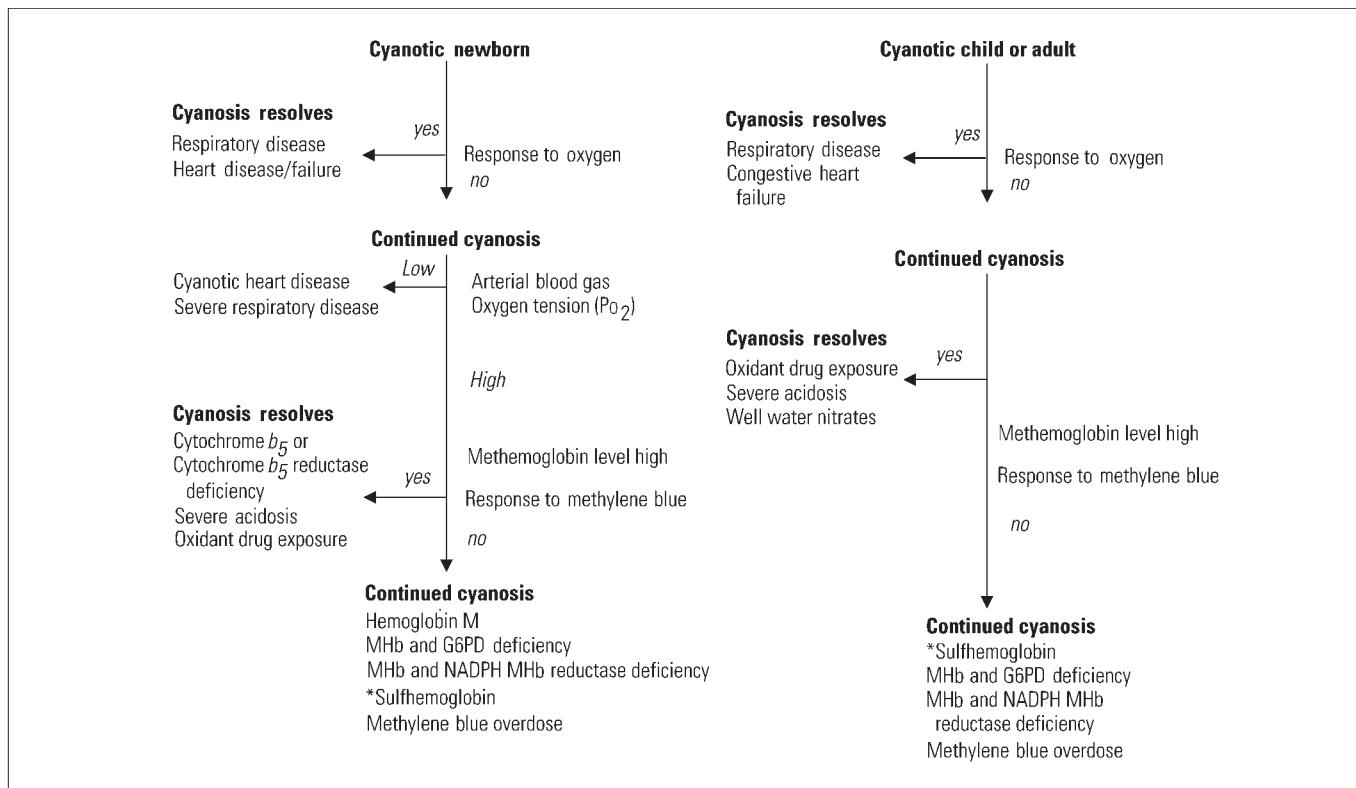 Cyanotic newborn
Cyanosis resolves
Respiratory disease
Heart disease/failure
yes
Response to oxygen
no
Continued cyanosis
Low
Cyanotic heart disease
Severe respiratory disease
Arterial blood gas
Oxygen tension (PO2)
High
Cyanosis resolves
Cytochrome b5 or
Cytochrome b5 reductase
deficiency
Severe acidosis
Oxidant drug exposure
yes
Methemoglobin level high
Response to methylene blue
no
Continued cyanosis
Hemoglobin M
MHb and G6PD deficiency
MHb and NADPH MHb reductase deficiency
*Sulfhemoglobin
Methylene blue overdose
Cyanotic child or adult
Cyanosis resolves
Respiratory disease
Congestive heart
failure
yes
Response to oxygen
no
Continued cyanosis
Cyanosis resolves
Oxidant drug exposure
Severe acidosis
Well water nitrates
yes
Methemoglobin level high
Response to methylene blue
no
Continued cyanosis
*Sulfhemoglobin
MHb and G6PD deficiency
MHb and NADPH MHb
reductase deficiency
Methylene blue overdose